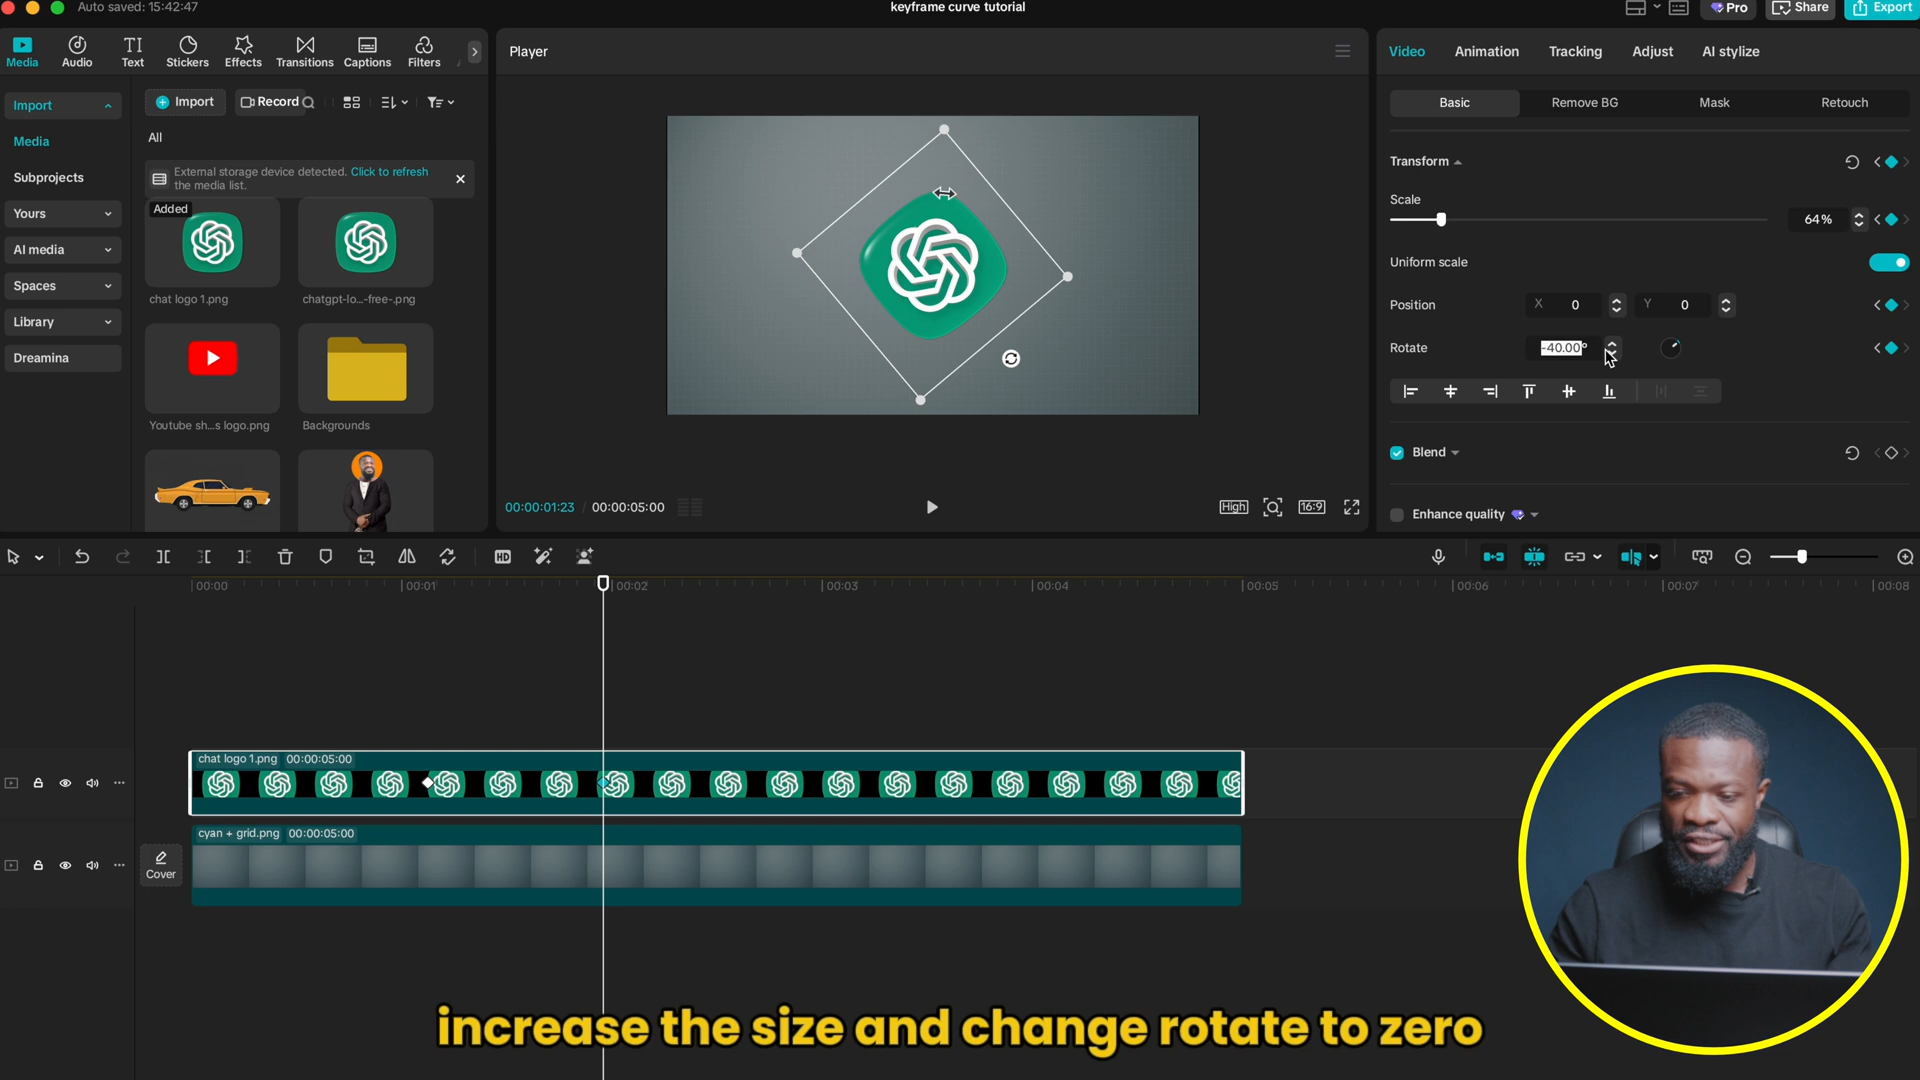 Auto saved: 15:42:47
keyframe curve tutorial
Pro
Share
Export
Media
Audio
Text
Stickers
Effects
Transitions
Captions
Filters
Player
Video
Animation
Tracking
Adjust
AI stylize
Import
Media
Subprojects
Yours
AI media
Spaces
Library
Dreamina
Import
Record
All
External storage device detected. Click to refresh
the media list.
Added
chat logo 1.png
chatgpt-lo...-free-.png
Youtube sh...s logo.png
Backgrounds
00:00:01:23 / 00:00:05:00
High
16:9
Basic
Remove BG
Mask
Retouch
Transform
Scale
64%
Uniform scale
Position
X 0
Y 0
Rotate
-40.00°
Blend
Enhance quality
HD
00:00
00:01
00:02
00:03
00:04
00:05
00:06
00:07
00:08
chat logo 1.png 00:00:05:00
cyan + grid.png 00:00:05:00
Cover
increase the size and change rotate to zero